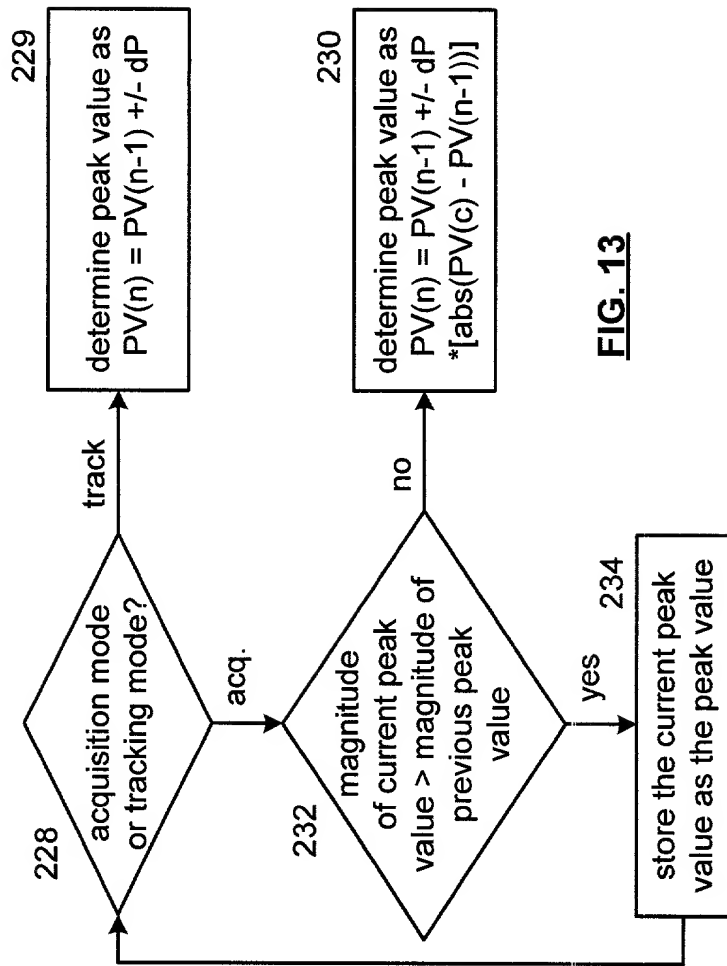 228
acquisition mode
or tracking mode?
track
229
determine peak value as
PV(n) = PV(n-1) +/- dP
acq.
232
magnitude
of current peak
value > magnitude of
previous peak
value
no
230
determine peak value as
PV(n) = PV(n-1) +/- dP
*[abs(PV(c) - PV(n-1))]
yes
234
store the current peak
value as the peak value
FIG. 13